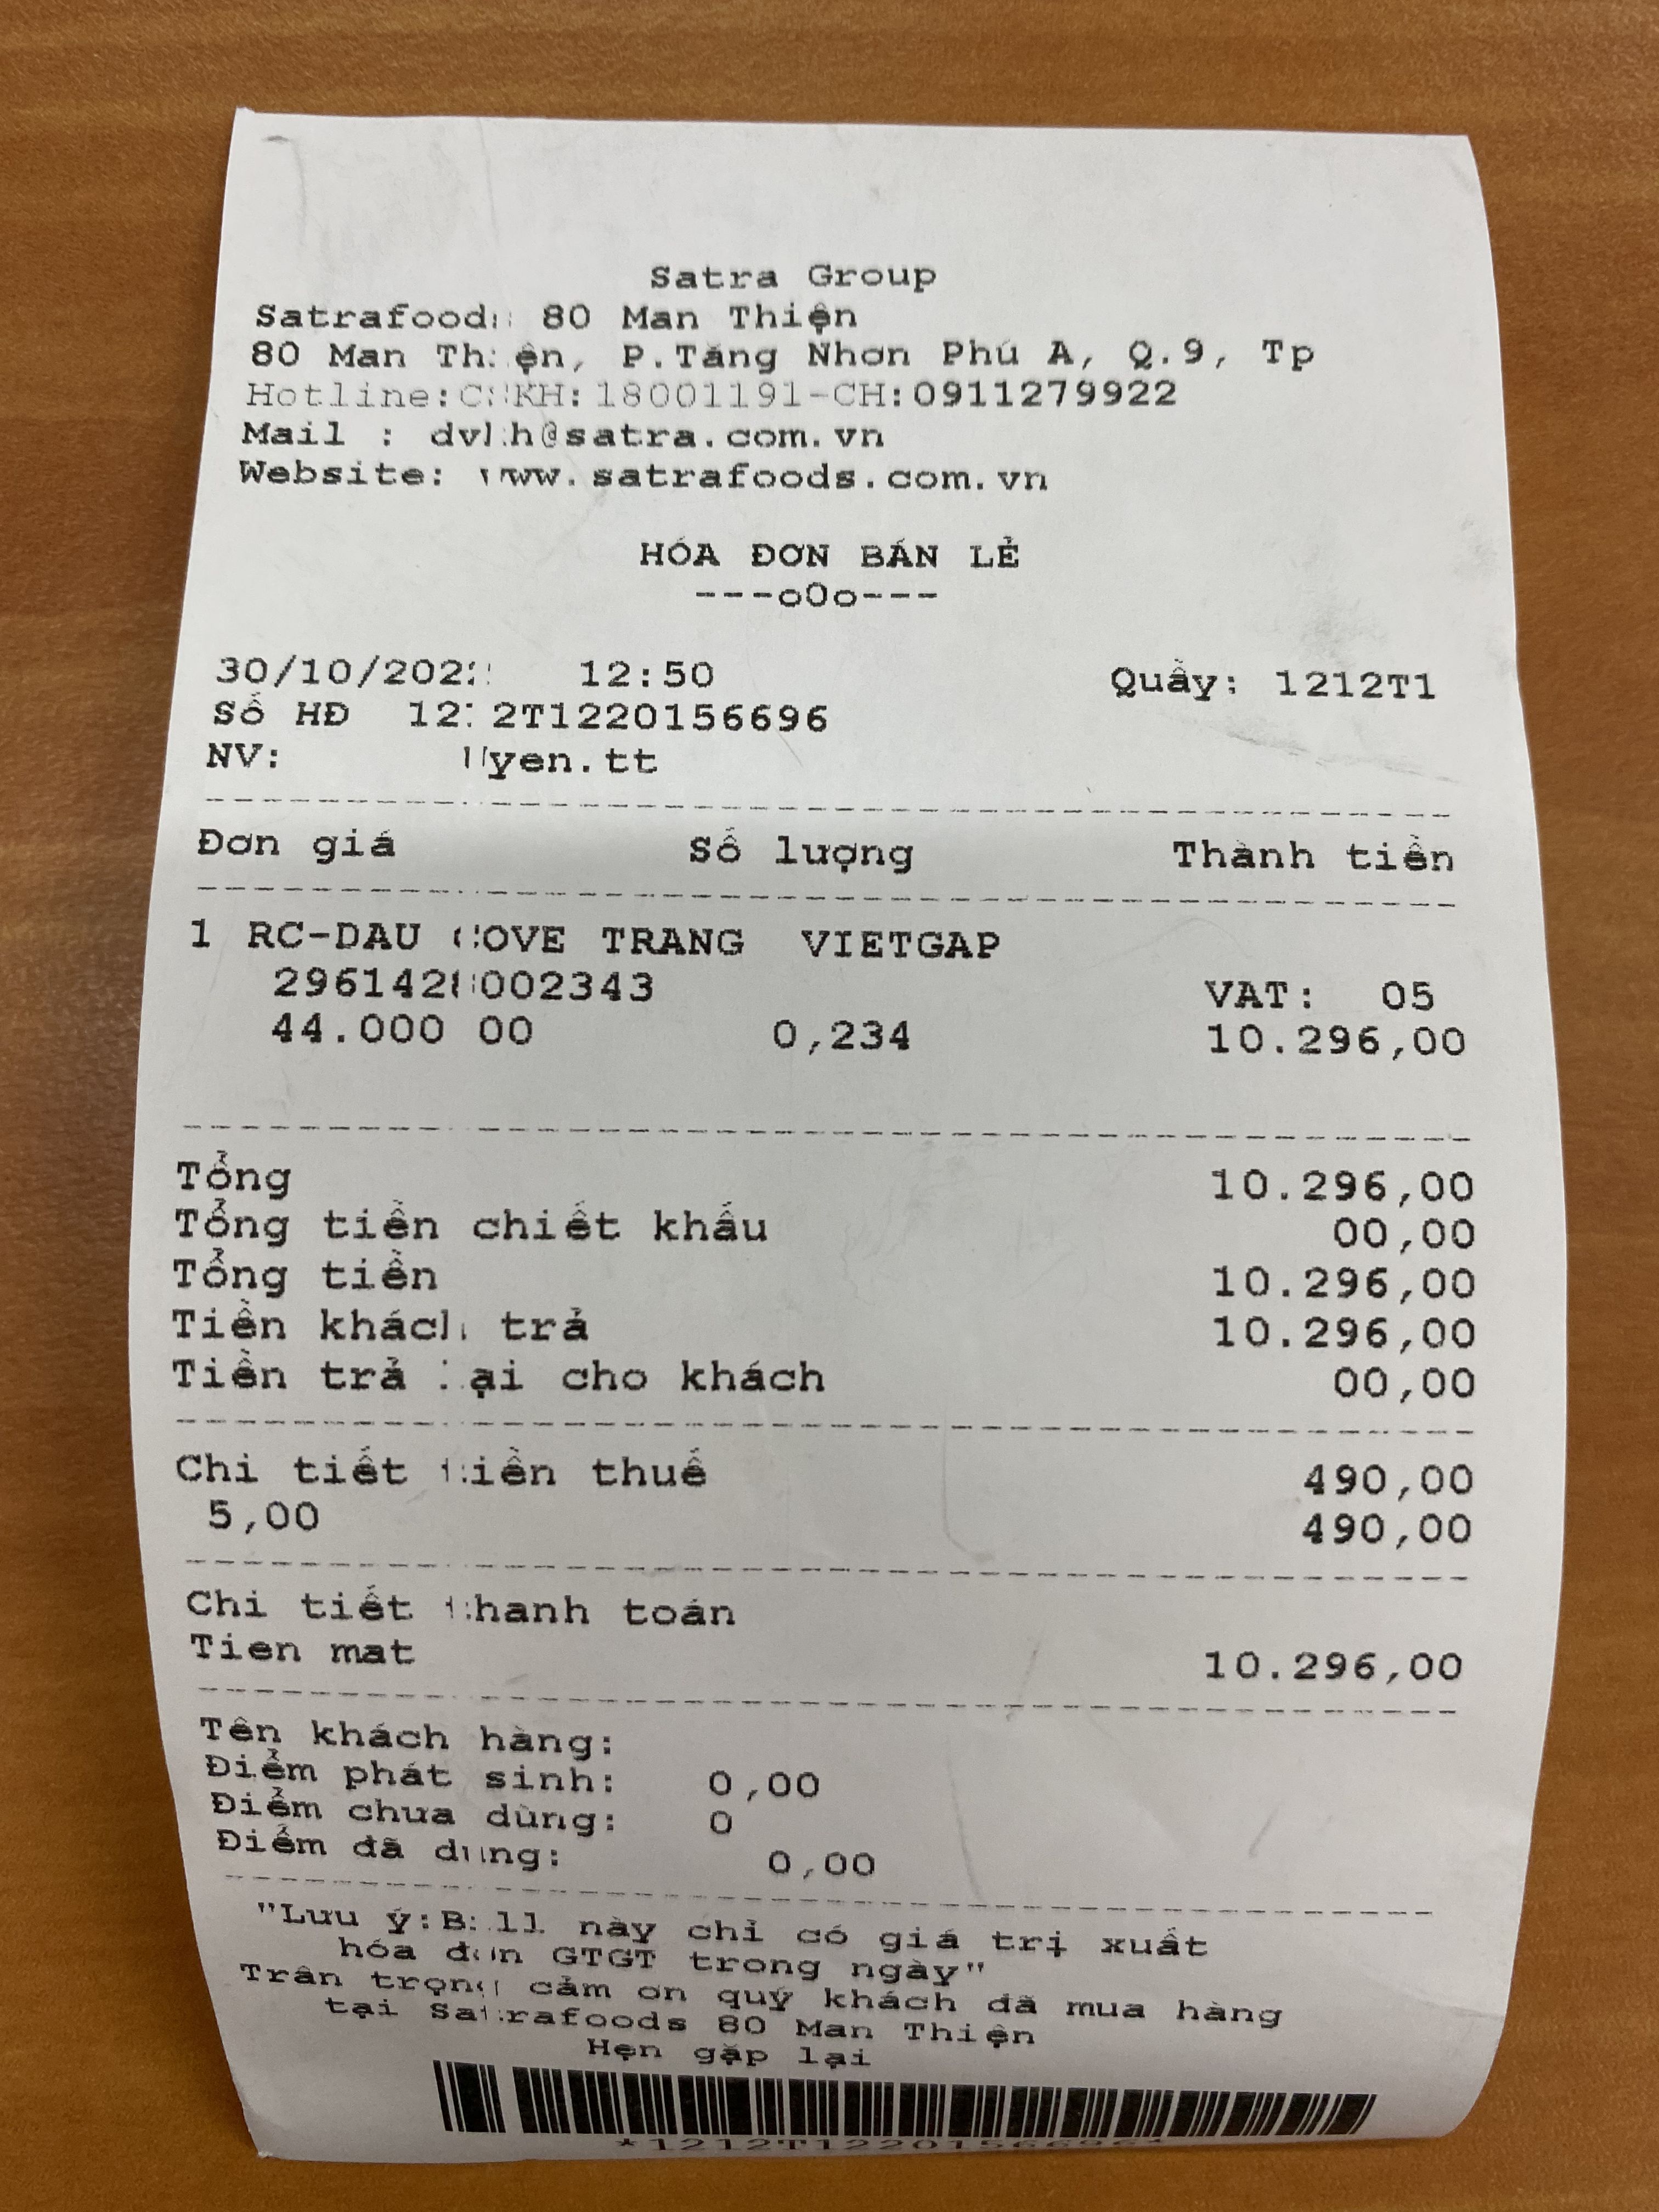 Satra Group
Satrafoods 80 Man Thiện
80 Man Thiện, P.Tăng Nhơn Phú A, Q.9, Tp
Hotline:CSKH:18001191-CH:0911279922
Mail : dvkh@satra.com.vn
Website: www.satrafoods.com.vn
HÓA ĐƠN BÁN LẺ
---oOo---
30/10/2022 12:50 Quầy: 1212T1
Số HĐ 1212T1220156696
NV: uyen.tt
Đơn giá Số lượng Thành tiền
1 RC-DAU COVE TRANG VIETGAP
2961428002343 VAT: 05
44.000 00 0,234 10.296,00
Tổng 10.296,00
Tổng tiền chiết khấu 00,00
Tổng tiền 10.296,00
Tiền khách trả 10.296,00
Tiền trả lại cho khách 00,00
Chi tiết tiền thuế 490,00
5,00 490,00
Chi tiết thanh toán
Tien mat 10.296,00
Tên khách hàng:
Điểm phát sinh: 0,00
Điểm chưa dùng: 0
Điểm đã dùng: 0,00
"Lưu ý:Bill này chỉ có giá trị xuất
hóa đơn GTGT trong ngày"
Trân trọng cảm ơn quý khách đã mua hàng
tại Satrafoods 80 Man Thiện
Hẹn gặp lại
*1212T1220156696*